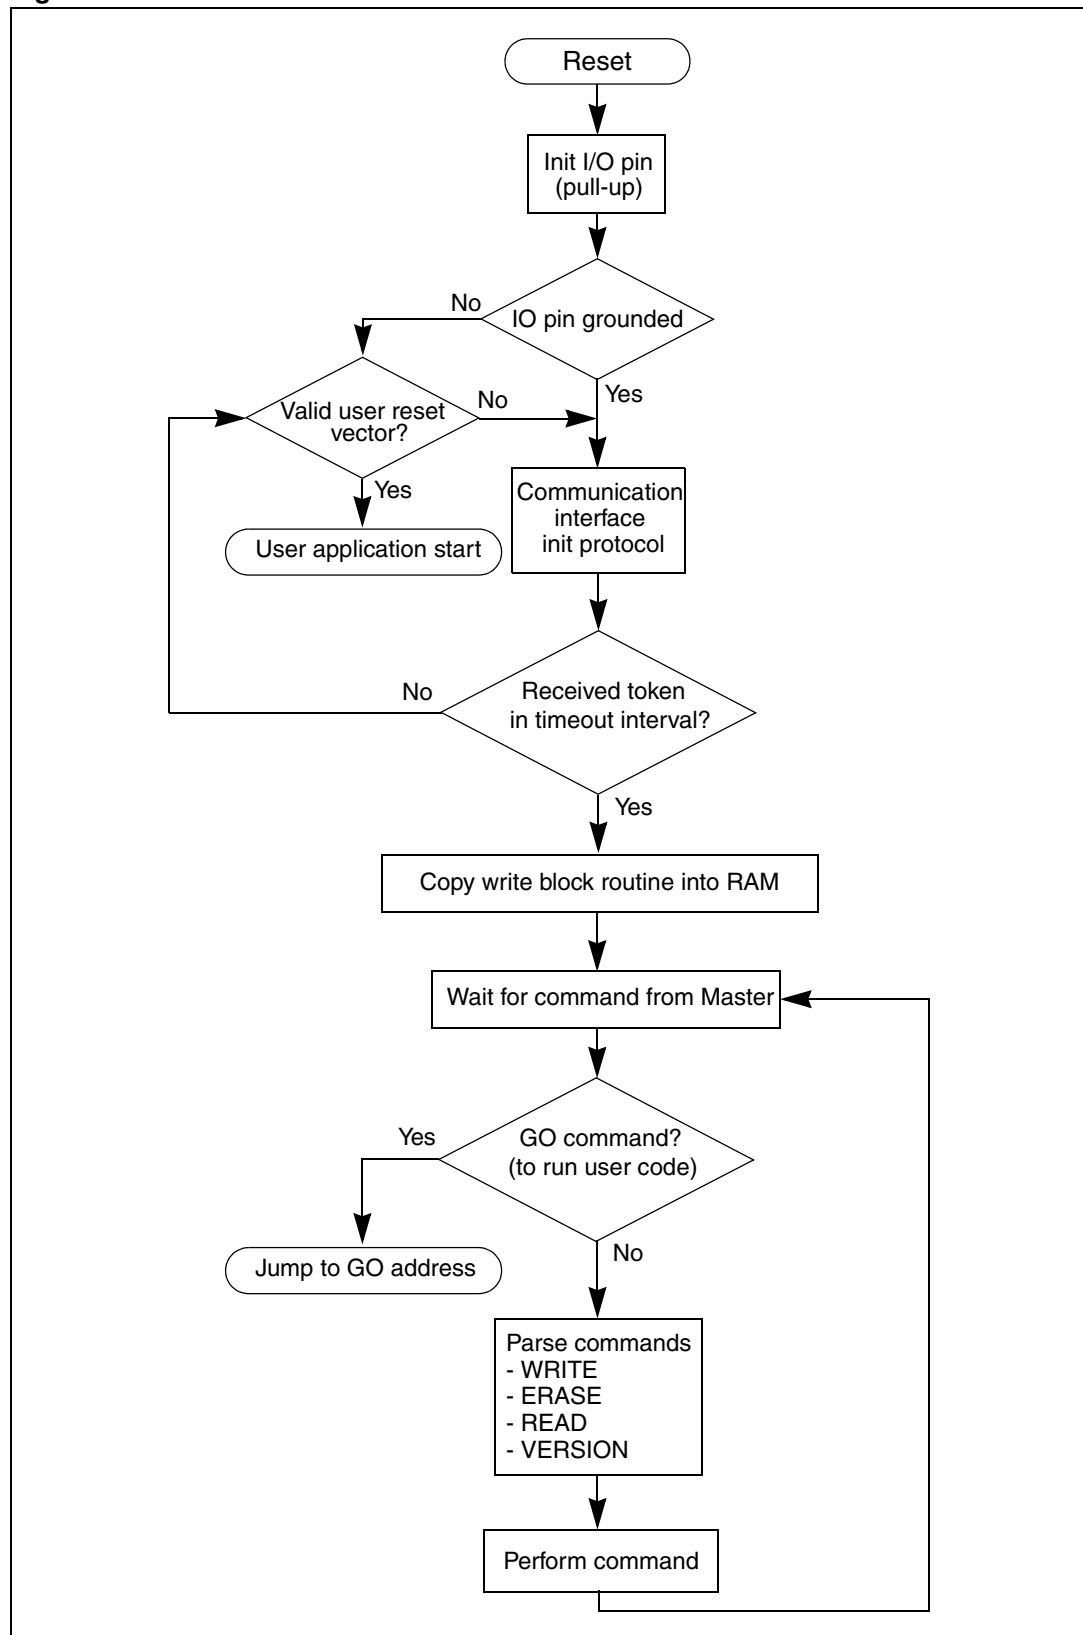 Reset
Init I/O pin
(pull-up)
No
IO pin grounded
Yes
Valid user reset
vector?
No
Yes
User application start
Communication
interface
init protocol
No
Received token
in timeout interval?
Yes
Copy write block routine into RAM
Wait for command from Master
Yes
GO command?
(to run user code)
No
Jump to GO address
Parse commands
- WRITE
- ERASE
- READ
- VERSION
Perform command